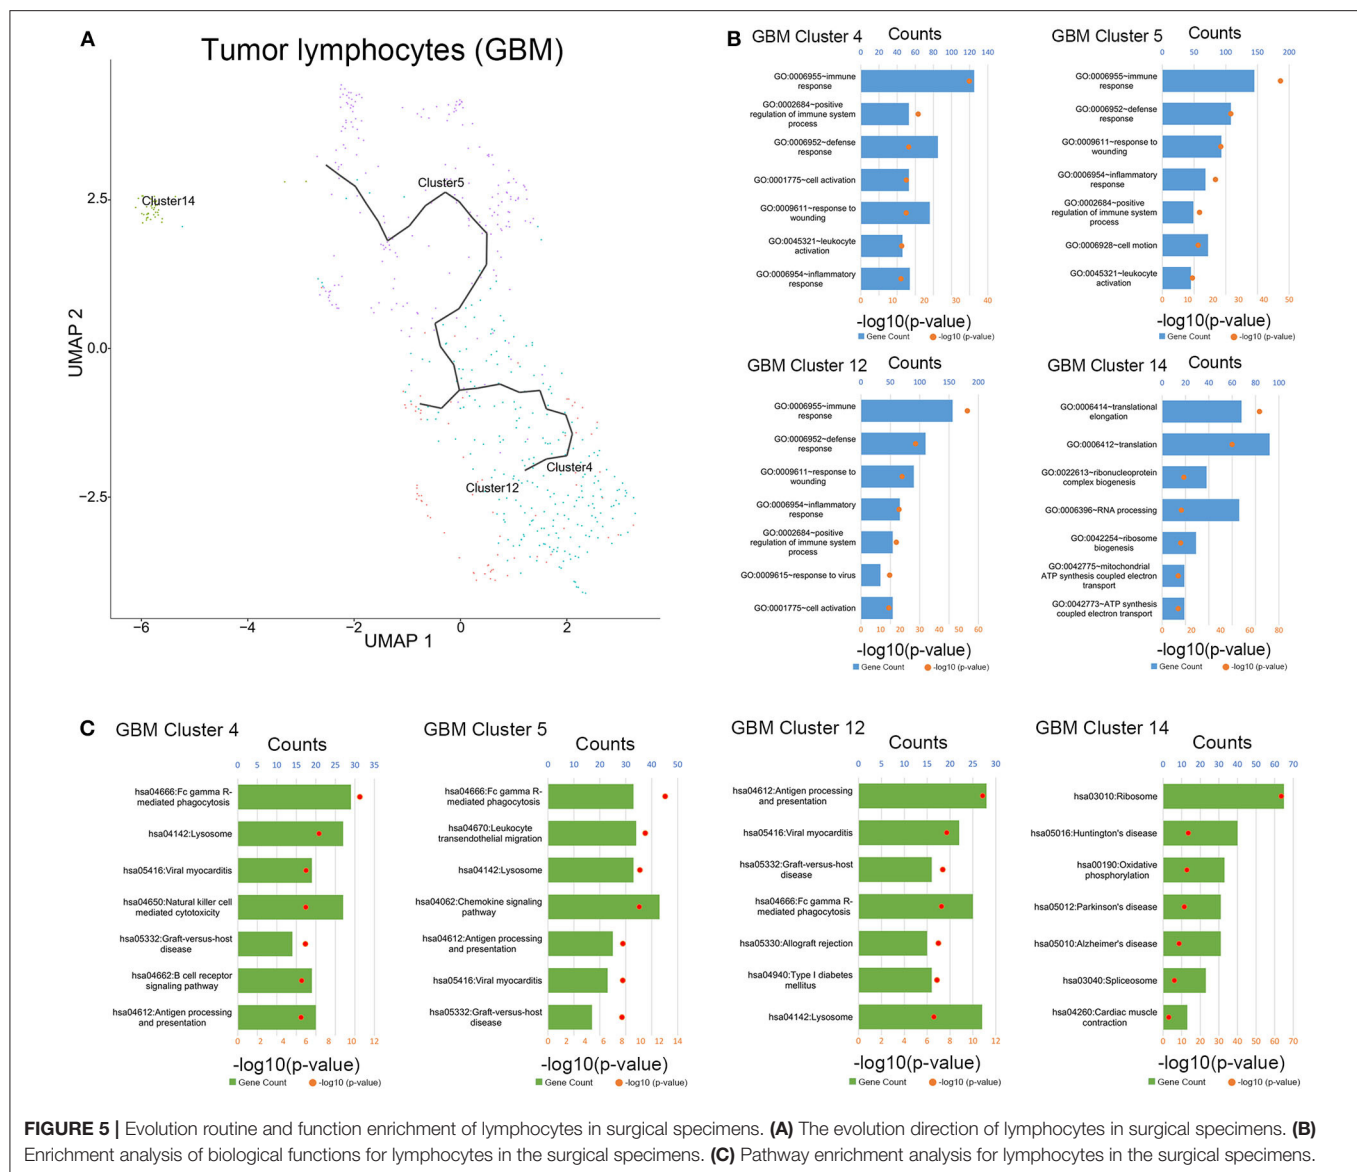 A
Tumor lymphocytes (GBM)
UMAP 2
2.5
0.0
−2.5
Cluster14
Cluster5
Cluster4
Cluster12
−6
−4
−2
0
2
UMAP 1
B
GBM Cluster 4
Counts
0 20 40 60 80 100 120 140
GO:0006955~immune
response
GO:0002684~positive
regulation of immune system
process
GO:0006952~defense
response
GO:0001775~cell activation
GO:0009611~response to
wounding
GO:0045321~leukocyte
activation
GO:0006954~inflammatory
response
0 10 20 30 40
-log10(p-value)
Gene Count -log10 (p-value)
GBM Cluster 5
Counts
0 50 100 150 200
GO:0006955~immune
response
GO:0006952~defense
response
GO:0009611~response to
wounding
GO:0006954~inflammatory
response
GO:0002684~positive
regulation of immune system
process
GO:0006928~cell motion
GO:0045321~leukocyte
activation
0 10 20 30 40 50
-log10(p-value)
Gene Count -log10 (p-value)
GBM Cluster 12
Counts
0 50 100 150 200
GO:0006955~immune
response
GO:0006952~defense
response
GO:0009611~response to
wounding
GO:0006954~inflammatory
response
GO:0002684~positive
regulation of immune system
process
GO:0009615~response to virus
GO:0001775~cell activation
0 10 20 30 40 50 60
-log10(p-value)
Gene Count -log10 (p-value)
GBM Cluster 14
Counts
0 20 40 60 80 100
GO:0006414~translational
elongation
GO:0006412~translation
GO:0022613~ribonucleoprotein
complex biogenesis
GO:0006396~RNA processing
GO:0042254~ribosome
biogenesis
GO:0042775~mitochondrial
ATP synthesis coupled electron
transport
GO:0042773~ATP synthesis
coupled electron transport
0 20 40 60 80
-log10(p-value)
Gene Count -log10 (p-value)
C
GBM Cluster 4
Counts
0 5 10 15 20 25 30 35
hsa04666:Fc gamma R-
mediated phagocytosis
hsa04142:Lysosome
hsa05416:Viral myocarditis
hsa04650:Natural killer cell
mediated cytotoxicity
hsa05332:Graft-versus-host
disease
hsa04662:B cell receptor
signaling pathway
hsa04612:Antigen processing
and presentation
0 2 4 6 8 10 12
-log10(p-value)
Gene Count -log10 (p-value)
GBM Cluster 5
Counts
0 10 20 30 40 50
hsa04666:Fc gamma R-
mediated phagocytosis
hsa04670:Leukocyte
transendothelial migration
hsa04142:Lysosome
hsa04062:Chemokine signaling
pathway
hsa04612:Antigen processing
and presentation
hsa05416:Viral myocarditis
hsa05332:Graft-versus-host
disease
0 2 4 6 8 10 12 14
-log10(p-value)
Gene Count -log10 (p-value)
GBM Cluster 12
Counts
0 5 10 15 20 25 30
hsa04612:Antigen processing
and presentation
hsa05416:Viral myocarditis
hsa05332:Graft-versus-host
disease
hsa04666:Fc gamma R-
mediated phagocytosis
hsa05330:Allograft rejection
hsa04940:Type I diabetes
mellitus
hsa04142:Lysosome
0 2 4 6 8 10 12
-log10(p-value)
Gene Count -log10 (p-value)
GBM Cluster 14
Counts
0 10 20 30 40 50 60 70
hsa03010:Ribosome
hsa05016:Huntington's disease
hsa00190:Oxidative
phosphorylation
hsa05012:Parkinson's disease
hsa05010:Alzheimer's disease
hsa03040:Spliceosome
hsa04260:Cardiac muscle
contraction
0 10 20 30 40 50 60 70
-log10(p-value)
Gene Count -log10 (p-value)
FIGURE 5 | Evolution routine and function enrichment of lymphocytes in surgical specimens. (A) The evolution direction of lymphocytes in surgical specimens. (B)
Enrichment analysis of biological functions for lymphocytes in the surgical specimens. (C) Pathway enrichment analysis for lymphocytes in the surgical specimens.